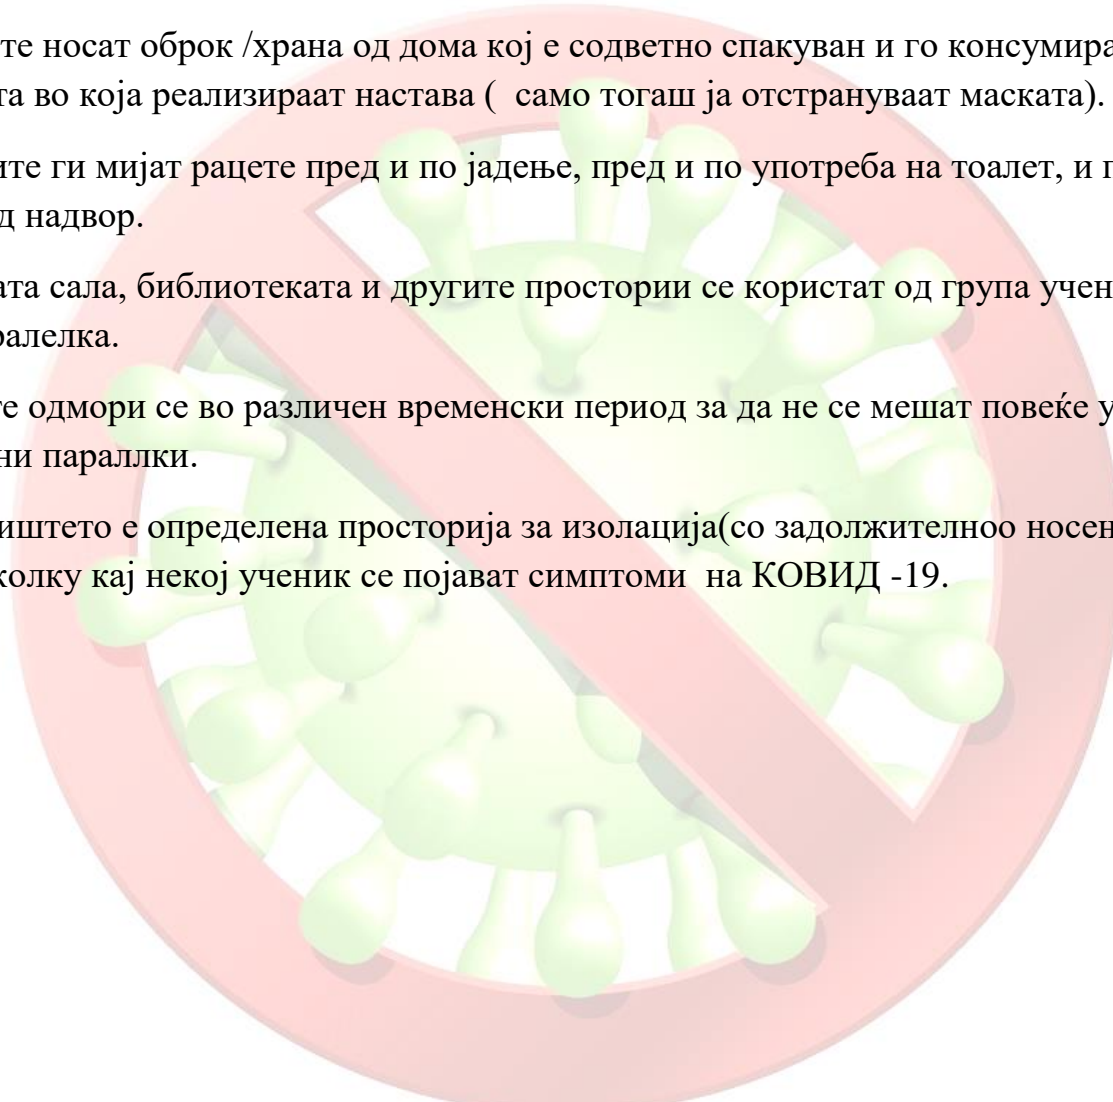 те носат оброк /храна од дома кој е содветно спакуван и го консумира
та во која реализираат настава (  само тогаш ја отстрануваат маската).
ите ги мијат рацете пред и по јадење, пред и по употреба на тоалет, и п
д надвор.
ата сала, библиотеката и другите простории се користат од група учен
ралелка.
те одмори се во различен временски период за да не се мешат повеќе у
ни параллки.
иштето е определена просторија за изолација(со задолжителноо носен
колку кај некој ученик се појават симптоми  на КОВИД -19.